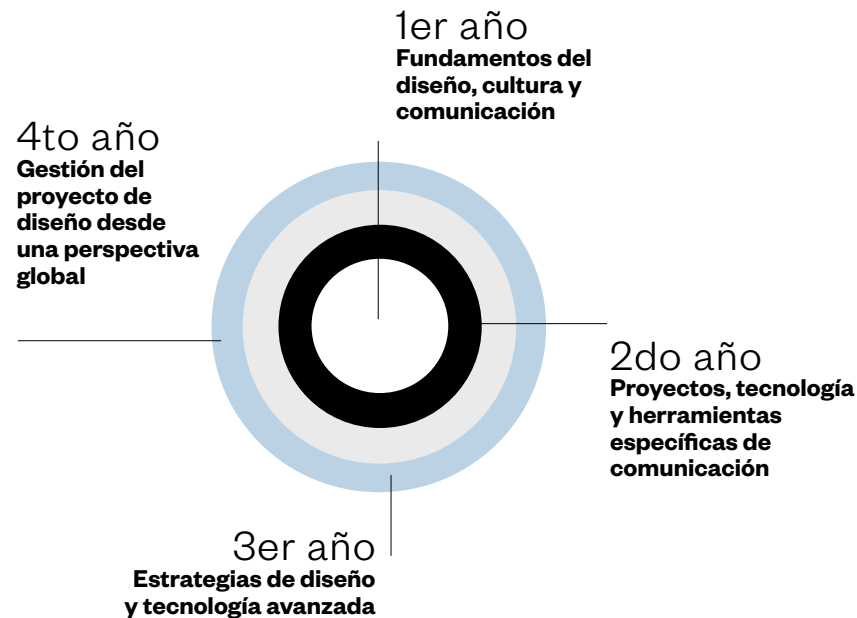 1er año
Fundamentos del
diseño, cultura y
comunicación
4to año
Gestión del
proyecto de
diseño desde
una perspectiva
global
2do año
Proyectos, tecnología
y herramientas
específicas de
comunicación
3er año
Estrategias de diseño
y tecnología avanzada